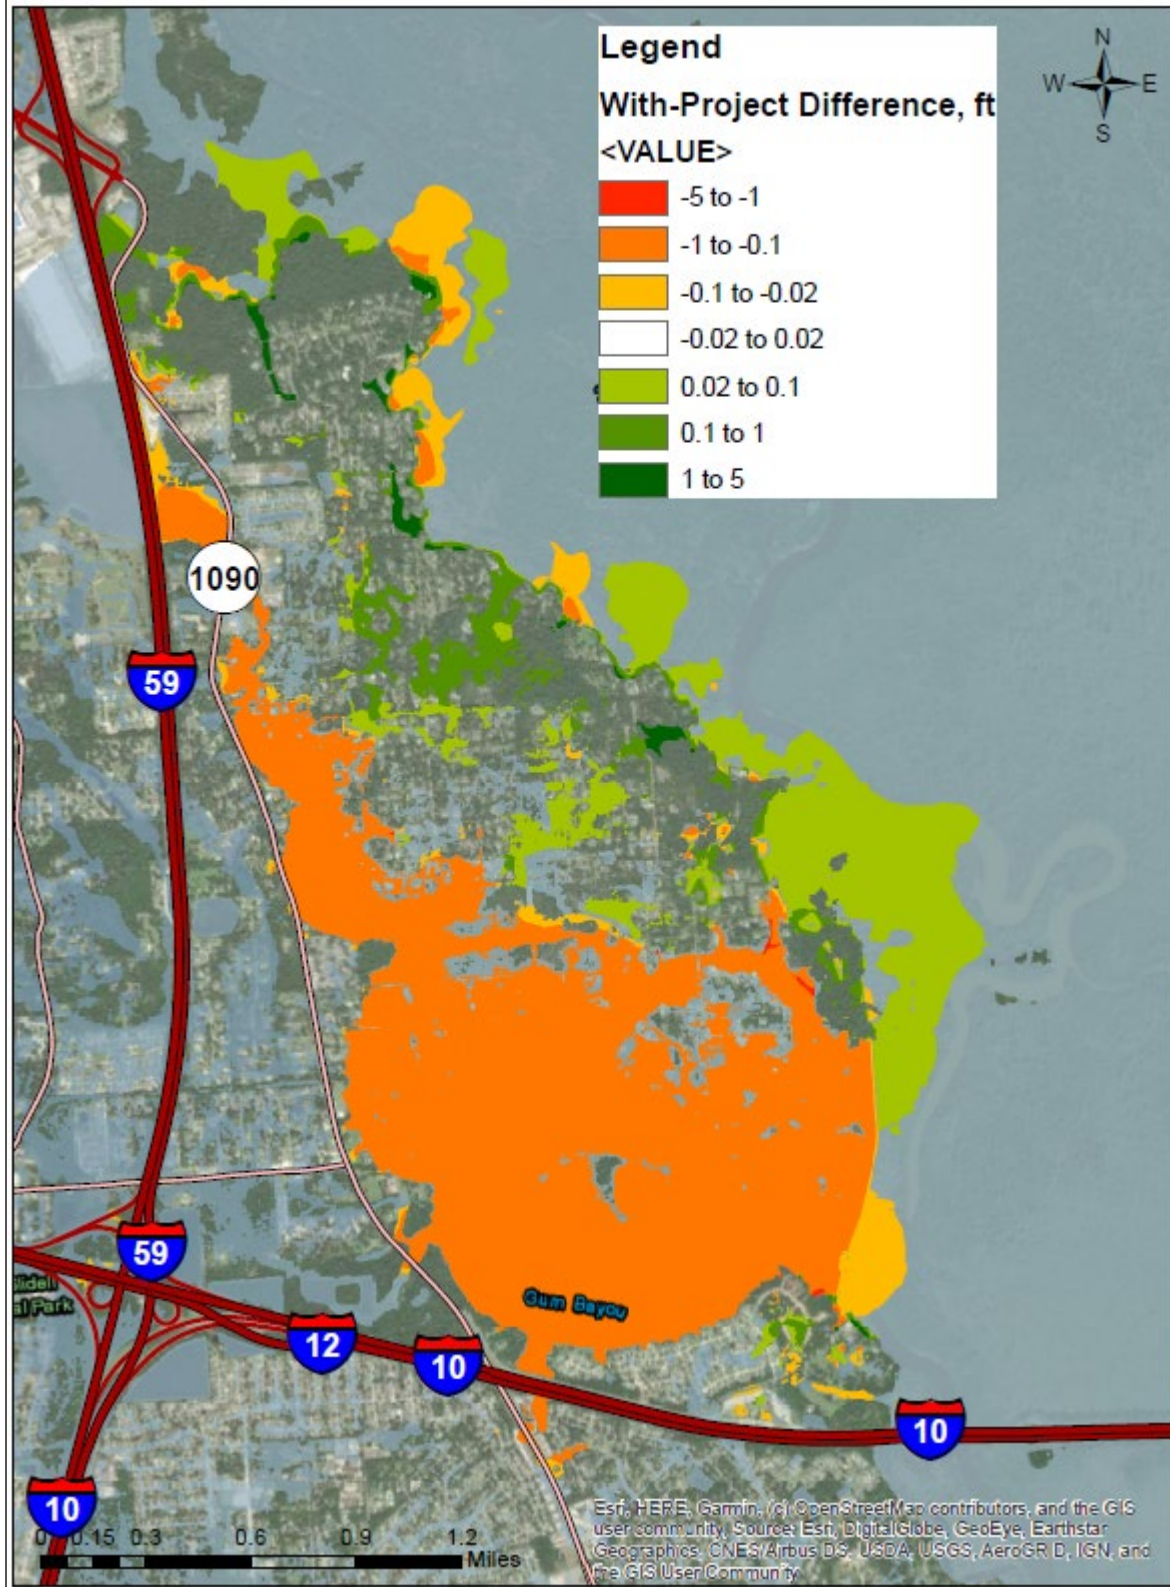 Legend
With-Project Difference, ft
<VALUE>
-5 to -1
-1 to -0.1
-0.1 to -0.02
-0.02 to 0.02
0.02 to 0.1
0.1 to 1
1 to 5
N
W E
S
1090
59
59
Gum Bayou
12
10
10
10
0 0.15 0.3 0.6 0.9 1.2
Miles
Esri, HERE, Garmin, (c) OpenStreetMap contributors, and the GIS
user community, Source: Esri, DigitalGlobe, GeoEye, Earthstar
Geographics, CNES/Airbus DS, USDA, USGS, AeroGRID, IGN, and
the GIS User Community